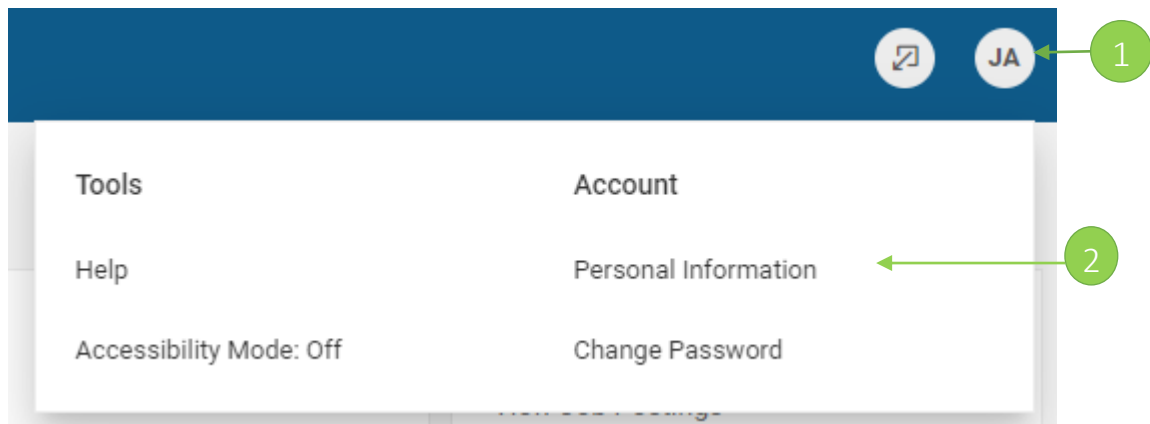 JA 1
Tools Account
Help Personal Information 2
Accessibility Mode: Off Change Password